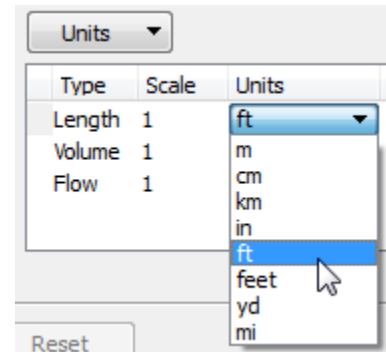 Units
Type Scale Units
Length 1 ft
Volume 1 m
cm
Flow 1 km
in
ft
feet
yd
mi
Reset